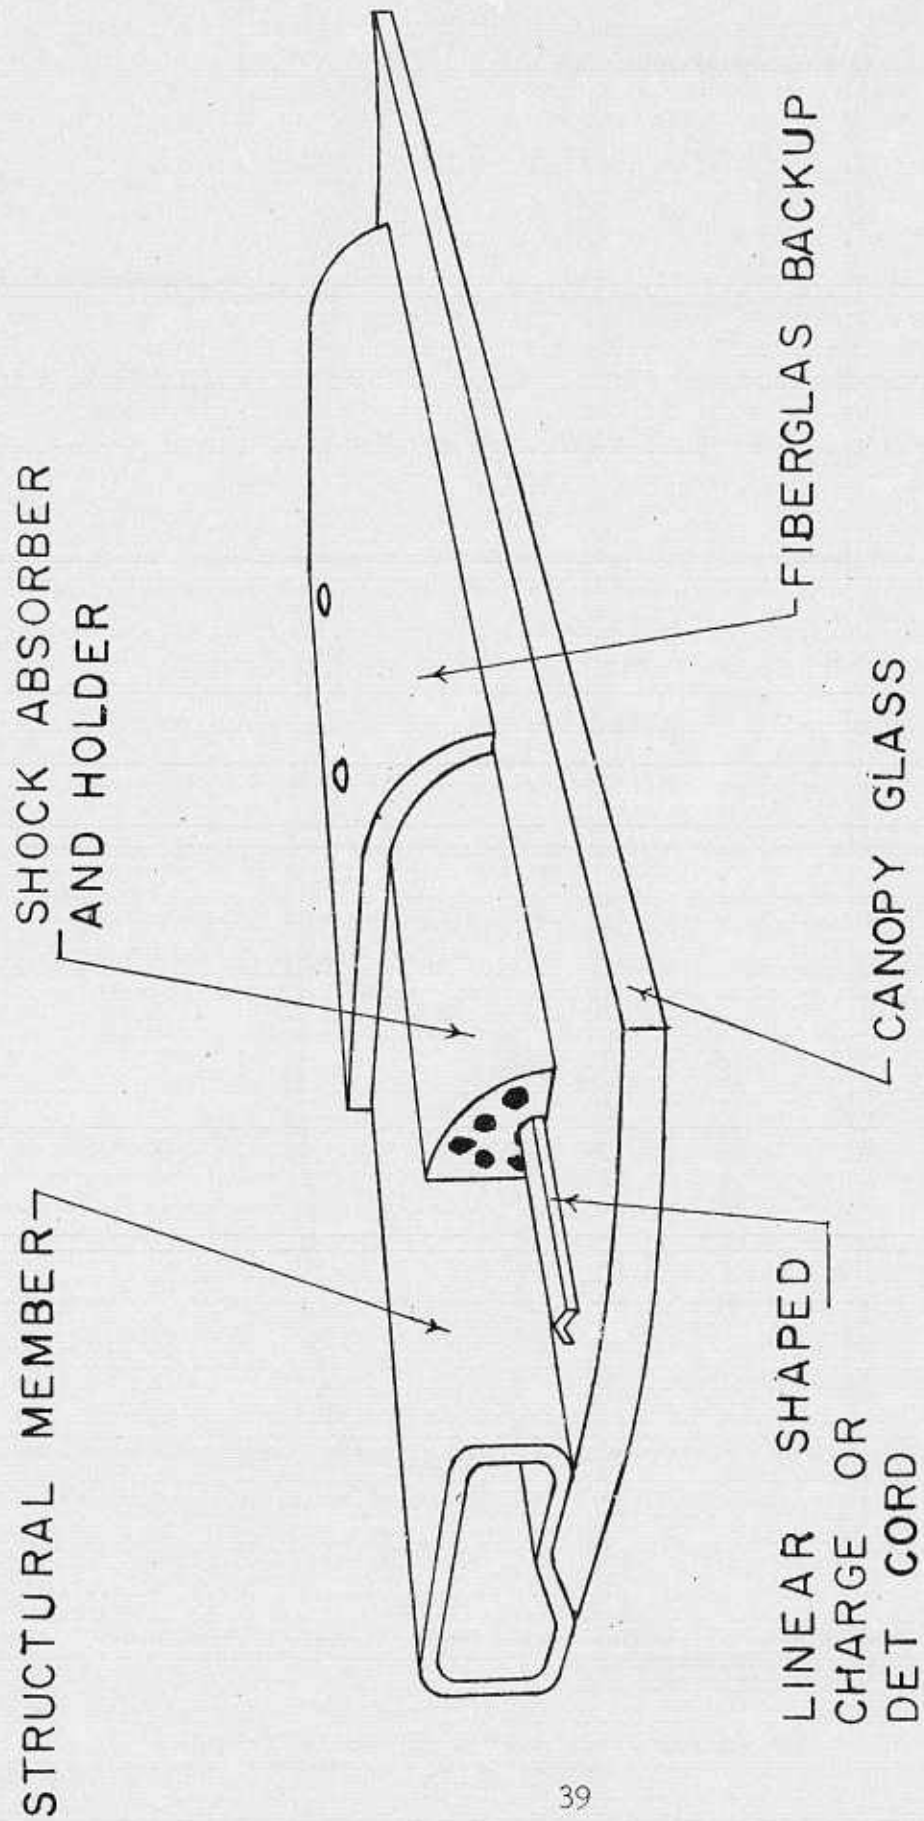 STRUCTURAL MEMBER
SHOCK ABSORBER
AND HOLDER
LINEAR SHAPED
CHARGE OR
DET CORD
CANOPY GLASS
FIBERGLAS BACKUP
39